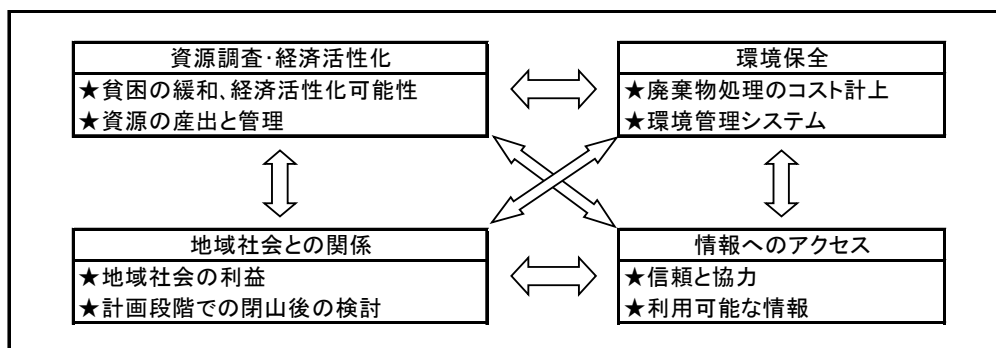 資源調査・経済活性化
★貧困の緩和、経済活性化可能性
★資源の産出と管理
環境保全
★廃棄物処理のコスト計上
★環境管理システム
地域社会との関係
★地域社会の利益
★計画段階での閉山後の検討
情報へのアクセス
★信頼と協力
★利用可能な情報